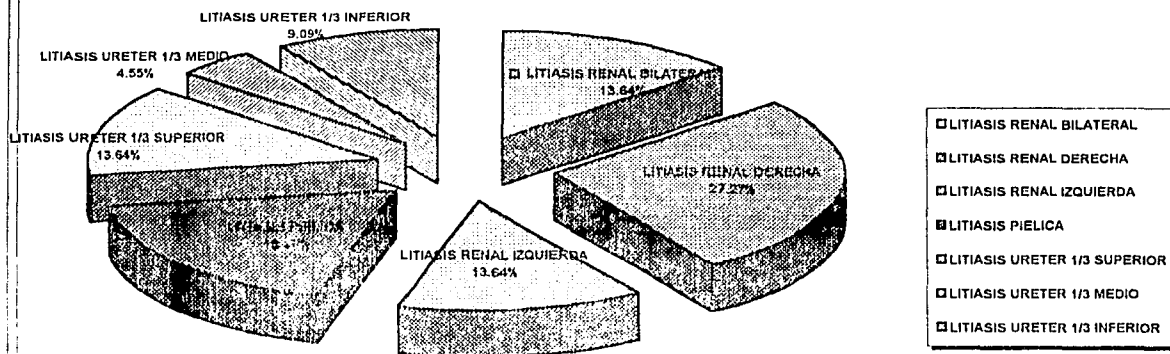 LITIASIS URETER 1/3 INFERIOR
9.09%
LITIASIS URETER 1/3 MEDIO
4.55%
LITIASIS RENAL BILATERAL
13.64%
LITIASIS URETER 1/3 SUPERIOR
13.64%
LITIASIS RENAL DERECHA
27.27%
LITIASIS RENAL IZQUIERDA
13.64%
LITIASIS RENAL BILATERAL
LITIASIS RENAL DERECHA
LITIASIS RENAL IZQUIERDA
LITIASIS PIELICA
LITIASIS URETER 1/3 SUPERIOR
LITIASIS URETER 1/3 MEDIO
LITIASIS URETER 1/3 INFERIOR